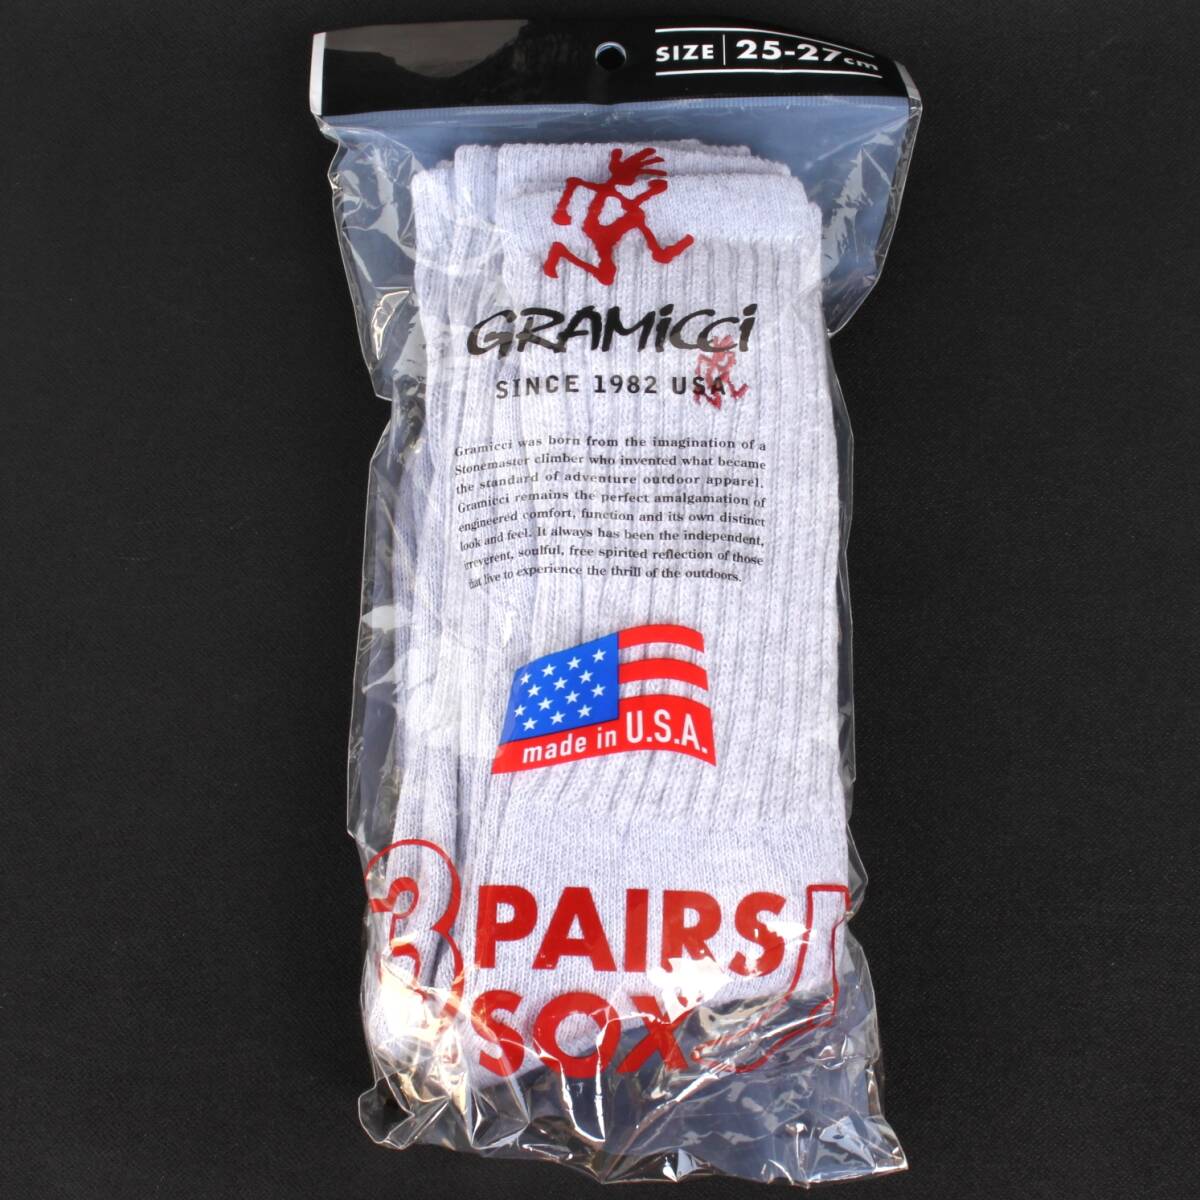 SIZE 25-27cm
GRAMiCCi
SINCE 1982 USA
Gramicci was born from the imagination of a
Stonemaster climber who invented what became
the standard of adventure outdoor apparel.
Gramicci remains the perfect amalgamation of
engineered comfort, function and its own distinct
look and feel. It always has been the independent,
irreverent, soulful, free spirited reflection of those
that live to experience the thrill of the outdoors.
made in U.S.A.
3 PAIRS
SOX